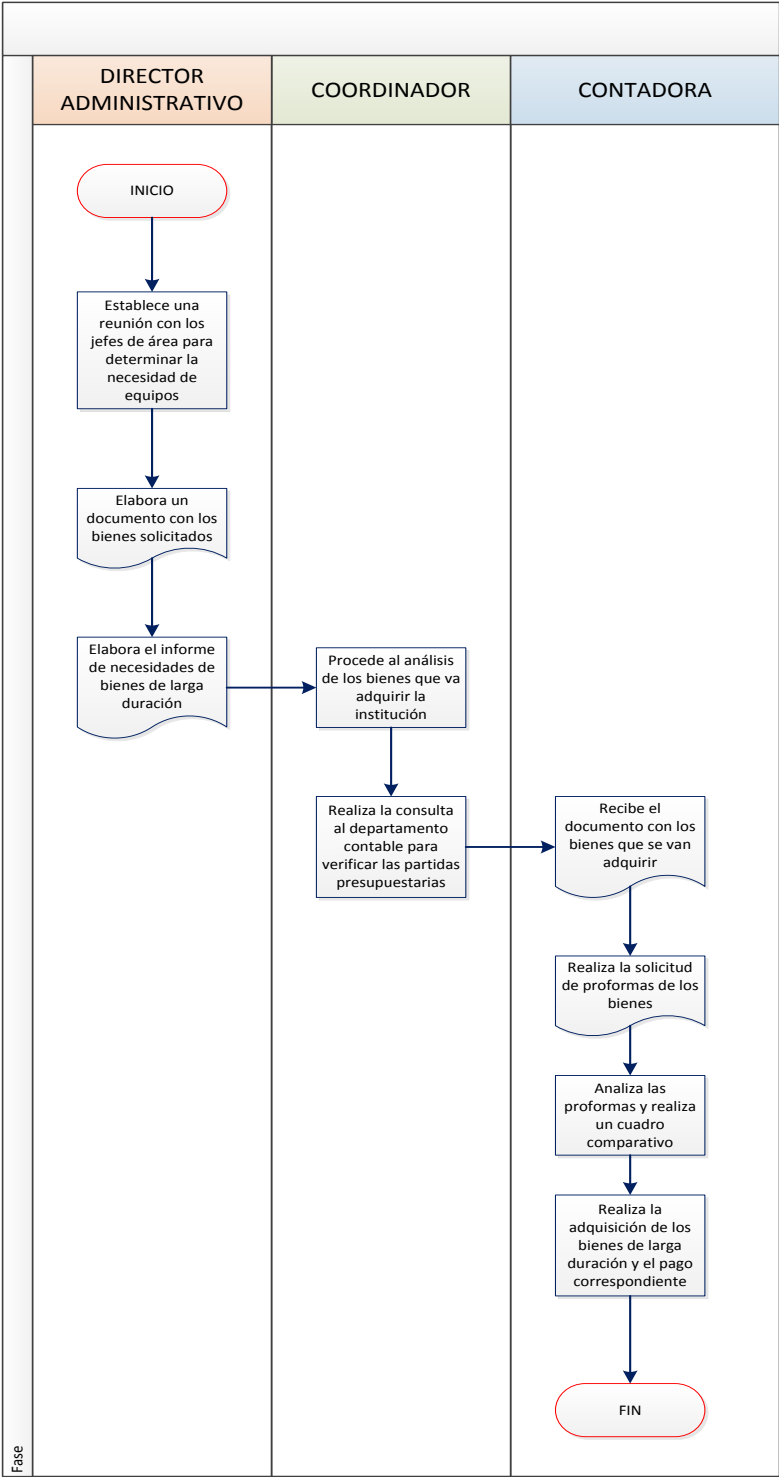 DIRECTOR
ADMINISTRATIVO
COORDINADOR
CONTADORA
INICIO
Establece una
reunión con los
jefes de área para
determinar la
necesidad de
equipos
Elabora un
documento con los
bienes solicitados
Elabora el informe
de necesidades de
bienes de larga
duración
Procede al análisis
de los bienes que va
adquirir la
institución
Realiza la consulta
al departamento
contable para
verificar las partidas
presupuestarias
Recibe el
documento con los
bienes que se van
adquirir
Realiza la solicitud
de proformas de los
bienes
Analiza las
proformas y realiza
un cuadro
comparativo
Realiza la
adquisición de los
bienes de larga
duración y el pago
correspondiente
FIN
Fase